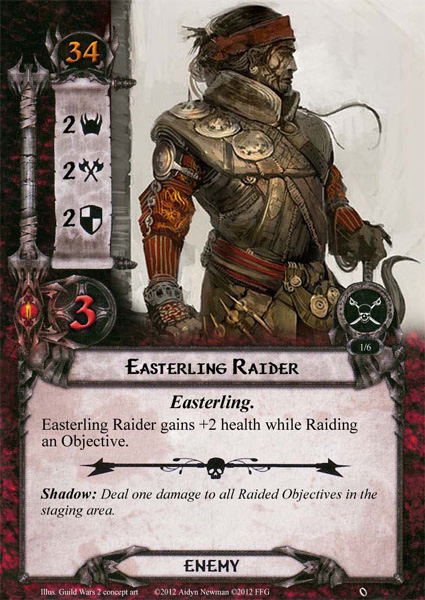 34
2
2
2
3
1/6
Easterling Raider
Easterling.
Easterling Raider gains +2 health while Raiding
an Objective.
Shadow: Deal one damage to all Raided Objectives in the
staging area.
ENEMY
Illus. Guild Wars 2 concept art ©2012 Aidyn Newman ©2012 FFG 0